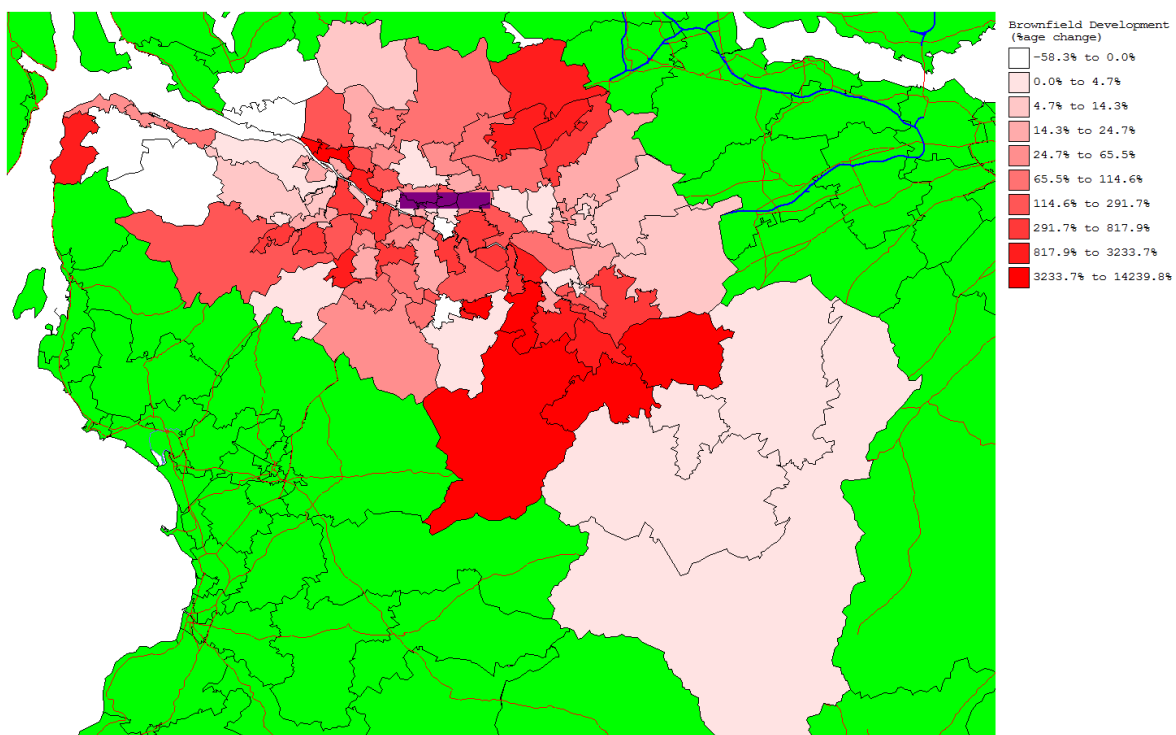 Brownfield Development
(%age change)
-58.3% to 0.0%
0.0% to 4.7%
4.7% to 14.3%
14.3% to 24.7%
24.7% to 65.5%
65.5% to 114.6%
114.6% to 291.7%
291.7% to 817.9%
817.9% to 3233.7%
3233.7% to 14239.8%